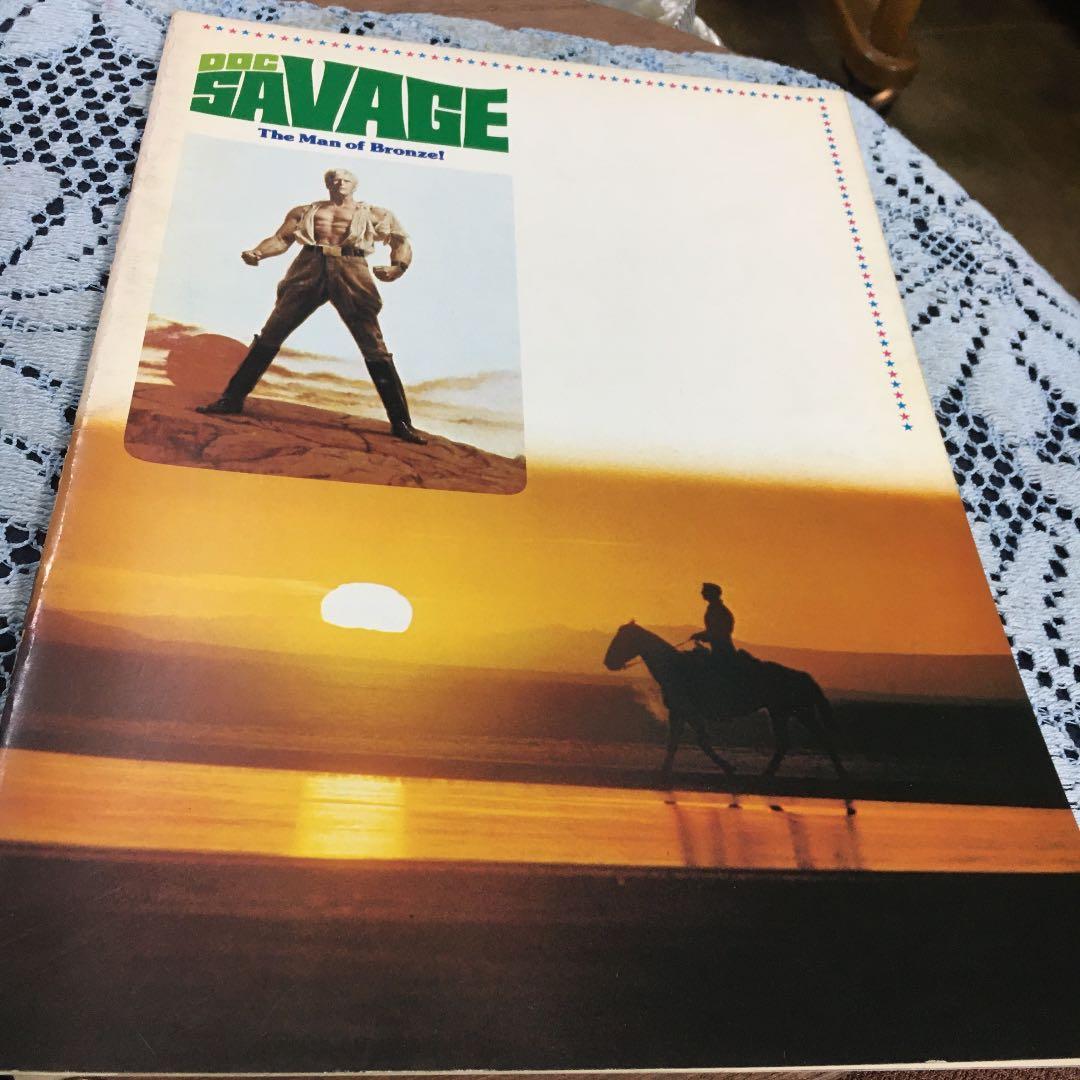 DOC
SAVAGE
The Man of Bronze!